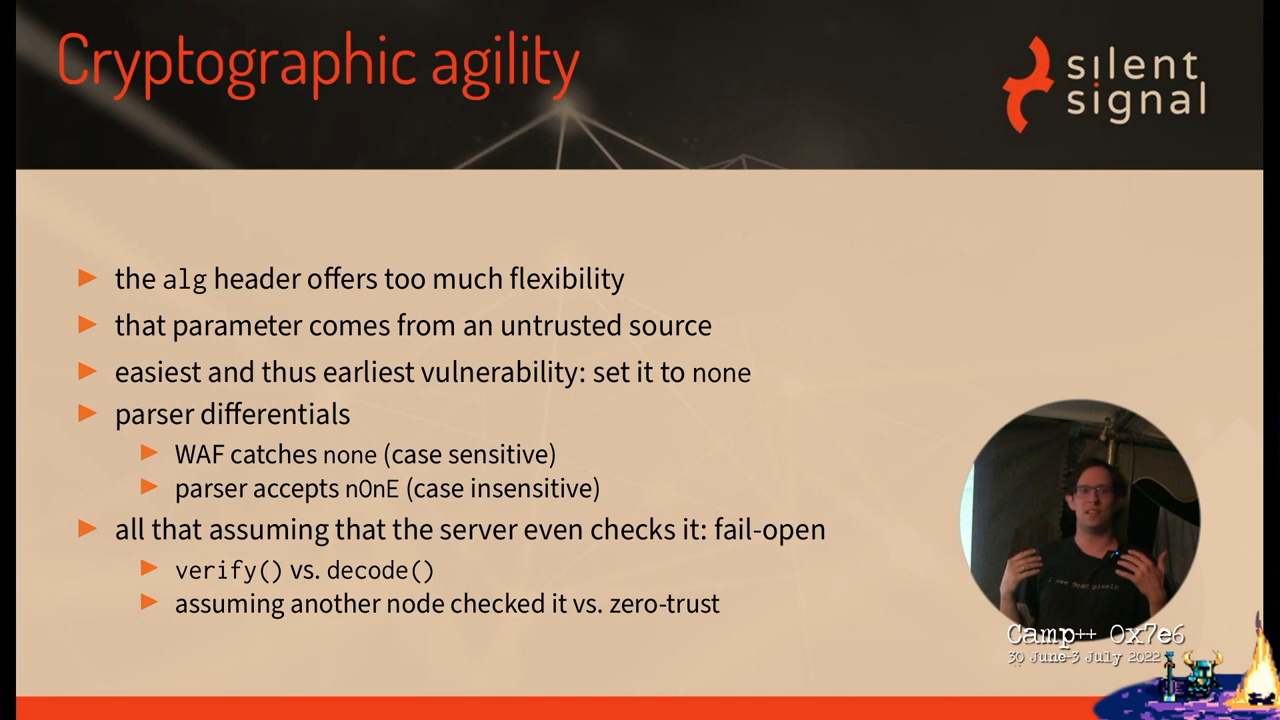 Cryptographic agility
silent
signal
the alg header offers too much flexibility
that parameter comes from an untrusted source
easiest and thus earliest vulnerability: set it to none
parser differentials
WAF catches none (case sensitive)
parser accepts nOnE (case insensitive)
all that assuming that the server even checks it: fail-open
verify() vs. decode()
assuming another node checked it vs. zero-trust
i see dead pixels
Camp++ 0x7e6
30 June-3 July 2022